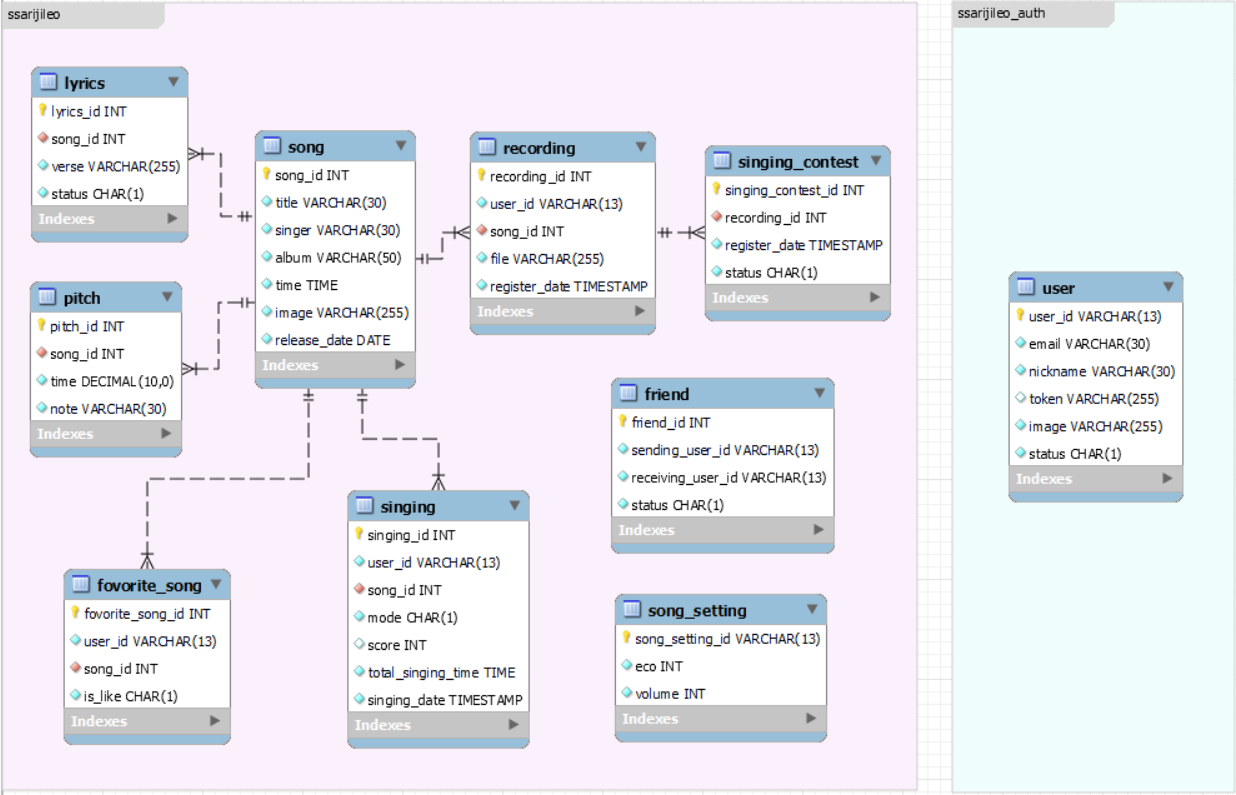 ssarijileo
lyrics
lyrics_id INT
song_id INT
verse VARCHAR(255)
status CHAR(1)
Indexes
pitch
pitch_id INT
song_id INT
time DECIMAL(10,0)
note VARCHAR(30)
Indexes
song
song_id INT
title VARCHAR(30)
singer VARCHAR(30)
album VARCHAR(50)
time TIME
image VARCHAR(255)
release_date DATE
Indexes
recording
recording_id INT
user_id VARCHAR(13)
song_id INT
file VARCHAR(255)
register_date TIMESTAMP
Indexes
singing_contest
singing_contest_id INT
recording_id INT
register_date TIMESTAMP
status CHAR(1)
Indexes
friend
friend_id INT
sending_user_id VARCHAR(13)
receiving_user_id VARCHAR(13)
status CHAR(1)
Indexes
fovorite_song
fovorite_song_id INT
user_id VARCHAR(13)
song_id INT
is_like CHAR(1)
Indexes
singing
singing_id INT
user_id VARCHAR(13)
song_id INT
mode CHAR(1)
score INT
total_singing_time TIME
singing_date TIMESTAMP
Indexes
song_setting
song_setting_id VARCHAR(13)
eco INT
volume INT
Indexes
ssarijileo_auth
user
user_id VARCHAR(13)
email VARCHAR(30)
nickname VARCHAR(30)
token VARCHAR(255)
image VARCHAR(255)
status CHAR(1)
Indexes